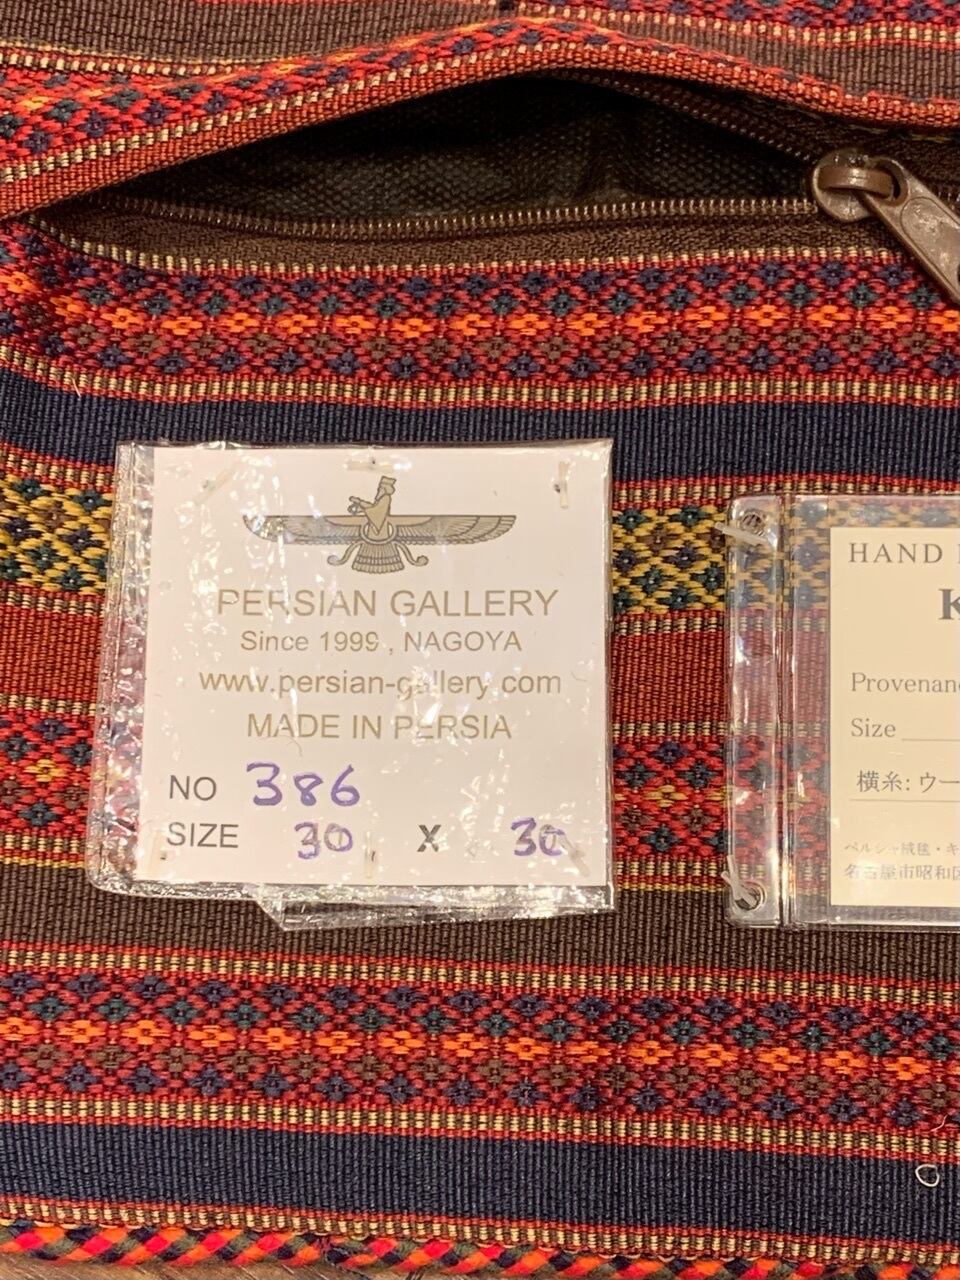 PERSIAN GALLERY
Since 1999 , NAGOYA
www.persian-gallery.com
MADE IN PERSIA
NO 386
SIZE 30 X 30
HAND
K
Provenan
Size
横糸: ウー
ペルシャ絨毯・キ
名古屋市昭和区